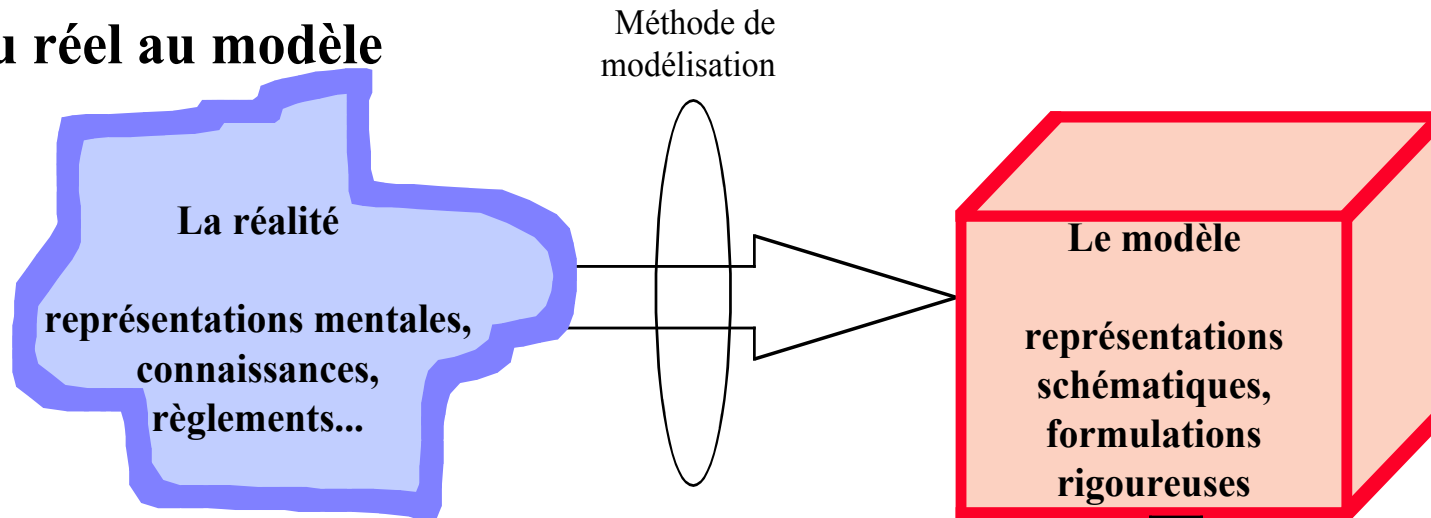 u réel au modèle
Méthode de
modélisation
La réalité
représentations mentales,
connaissances,
règlements...
Le modèle
représentations
schématiques,
formulations
rigoureuses